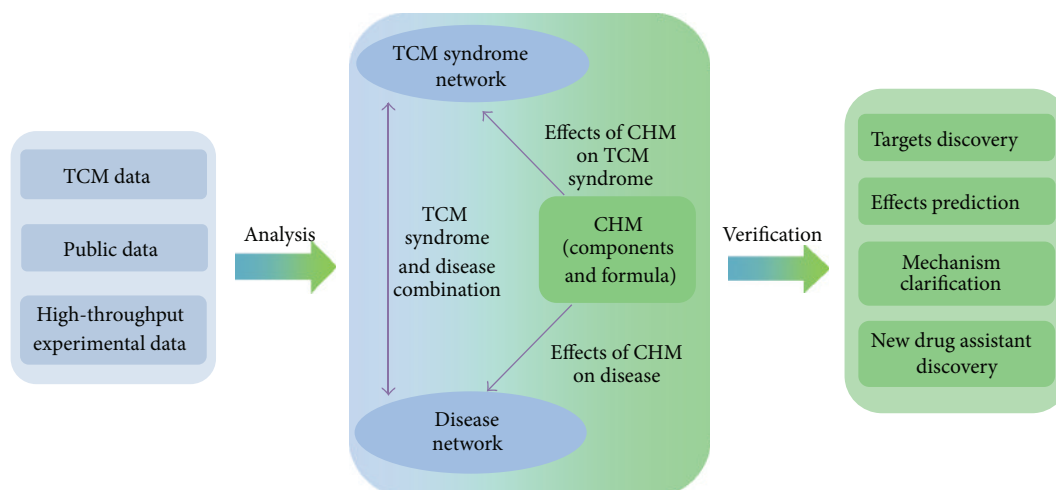 TCM data
Public data
High-throughput
experimental data
Analysis
TCM syndrome
network
Effects of CHM
on TCM
syndrome
TCM
syndrome
and disease
combination
CHM
(components
and formula)
Effects of CHM
on disease
Disease
network
Verification
Targets discovery
Effects prediction
Mechanism
clarification
New drug assistant
discovery